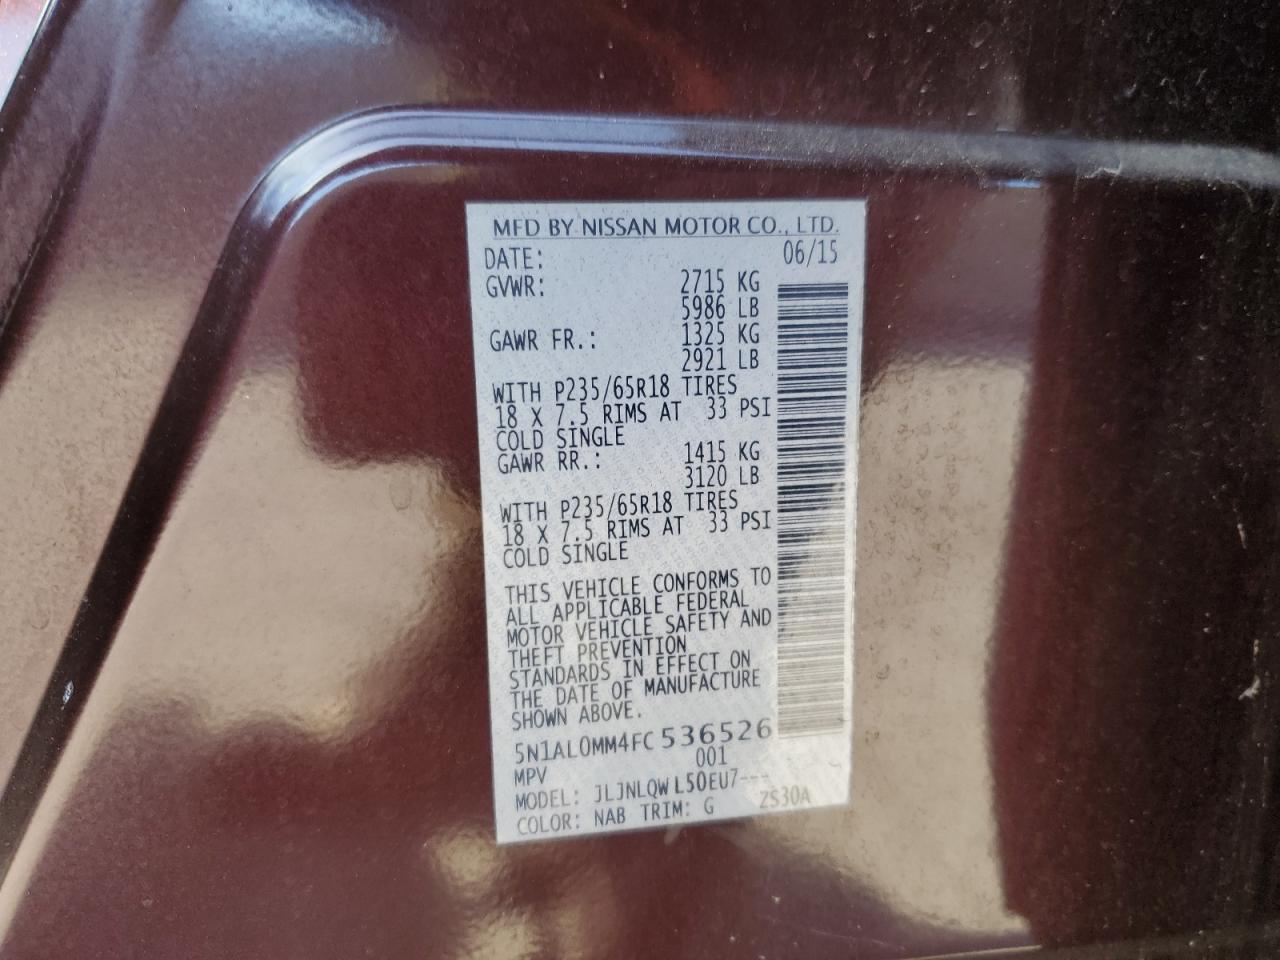 MFD BY NISSAN MOTOR CO., LTD.
DATE: 06/15
GVWR: 2715 KG
5986 LB
GAWR FR.: 1325 KG
2921 LB
WITH P235/65R18 TIRES
18 X 7.5 RIMS AT 33 PSI
COLD SINGLE
GAWR RR.: 1415 KG
3120 LB
WITH P235/65R18 TIRES
18 X 7.5 RIMS AT 33 PSI
COLD SINGLE
THIS VEHICLE CONFORMS TO
ALL APPLICABLE FEDERAL
MOTOR VEHICLE SAFETY AND
THEFT PREVENTION
STANDARDS IN EFFECT ON
THE DATE OF MANUFACTURE
SHOWN ABOVE.
5N1AL0MM4FC536526
MPV 001
MODEL: JLJNLQWL50EU7---
COLOR: NAB TRIM: G ZS30A